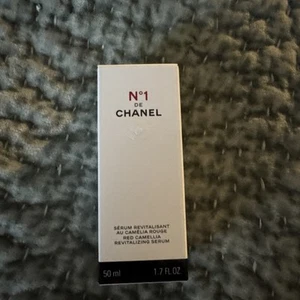 N°1
DE
CHANEL
SÉRUM REVITALISANT
AU CAMÉLIA ROUGE
RED CAMELLIA
REVITALIZING SERUM
50 ml 1.7 FL. OZ.